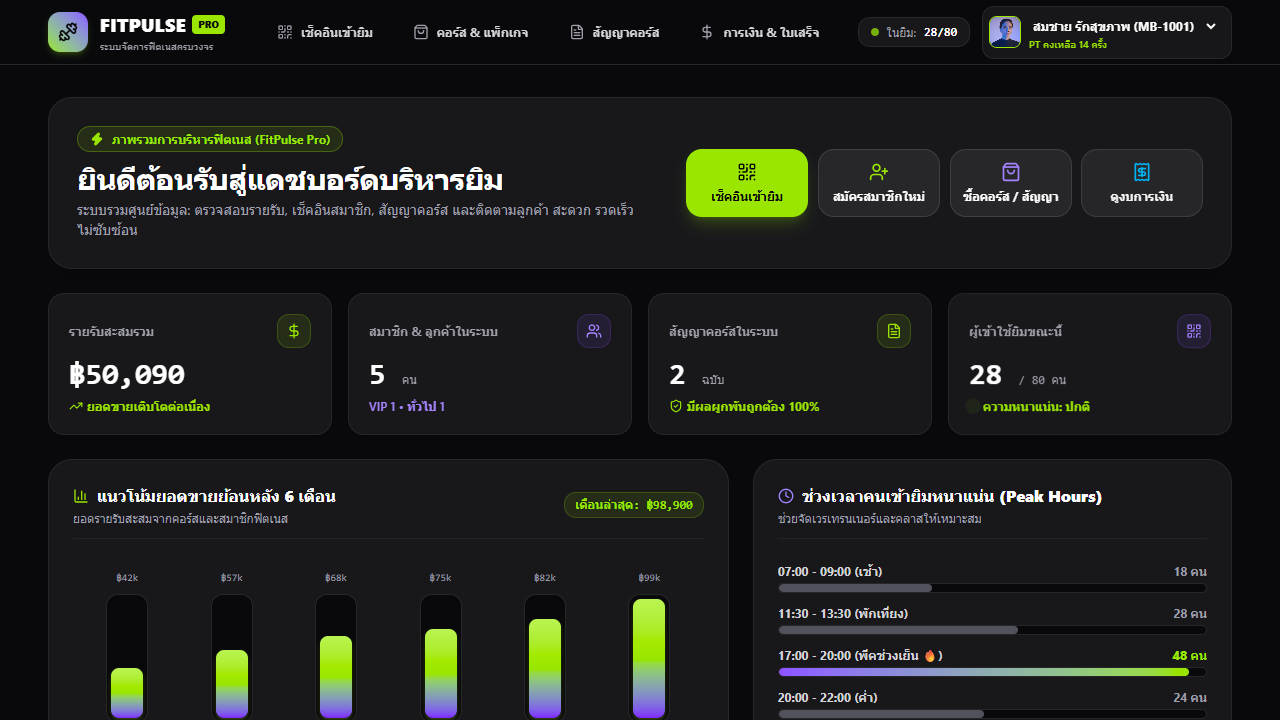 FITPULSE PRO
ระบบจัดการฟิตเนสครบวงจร
เช็คอินเข้ายิม
คอร์ส & แพ็กเกจ
สัญญาคอร์ส
การเงิน & ใบเสร็จ
ในยิม: 28/80
สมชาย รักสุขภาพ (MB-1001)
PT คงเหลือ 14 ครั้ง
ภาพรวมการบริหารฟิตเนส (FitPulse Pro)
ยินดีต้อนรับสู่แดชบอร์ดบริหารยิม
ระบบรวมศูนย์ข้อมูล: ตรวจสอบรายรับ, เช็คอินสมาชิก, สัญญาคอร์ส และติดตามลูกค้า สะดวก รวดเร็ว
ไม่ซับซ้อน
เช็คอินเข้ายิม
สมัครสมาชิกใหม่
ซื้อคอร์ส / สัญญา
ดูงบการเงิน
รายรับสะสมรวม
฿50,090
ยอดขายเติบโตต่อเนื่อง
สมาชิก & ลูกค้าในระบบ
5 คน
VIP 1 • ทั่วไป 1
สัญญาคอร์สในระบบ
2 ฉบับ
มีผลผูกพันถูกต้อง 100%
ผู้เข้าใช้ยิมขณะนี้
28 / 80 คน
ความหนาแน่น: ปกติ
แนวโน้มยอดขายย้อนหลัง 6 เดือน
ยอดรายรับสะสมจากคอร์สและสมาชิกฟิตเนส
เดือนล่าสุด: ฿98,900
฿42k
฿57k
฿68k
฿75k
฿82k
฿99k
ช่วงเวลาคนเข้ายิมหนาแน่น (Peak Hours)
ช่วยจัดเวรเทรนเนอร์และคลาสให้เหมาะสม
07:00 - 09:00 (เช้า) 18 คน
11:30 - 13:30 (พักเที่ยง) 28 คน
17:00 - 20:00 (พีคช่วงเย็น 🔥) 48 คน
20:00 - 22:00 (ค่ำ) 24 คน